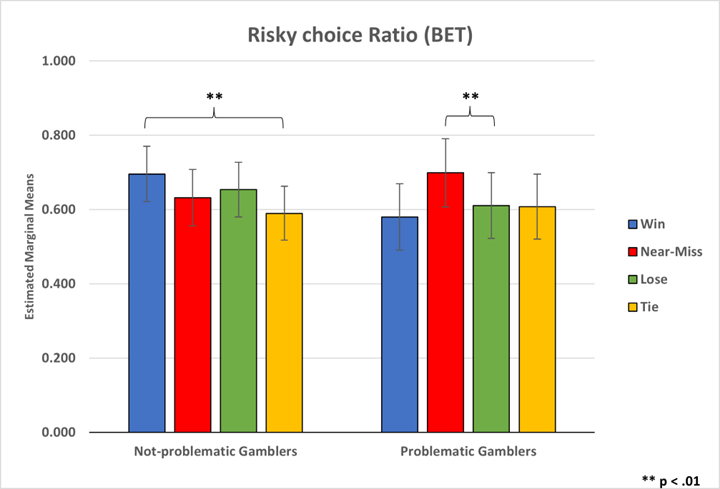 Risky choice Ratio (BET)
1.000
0.800
0.600
0.400
0.200
0.000
Estimated Marginal Means
**
**
Not-problematic Gamblers
Problematic Gamblers
Win
Near-Miss
Lose
Tie
** p < .01